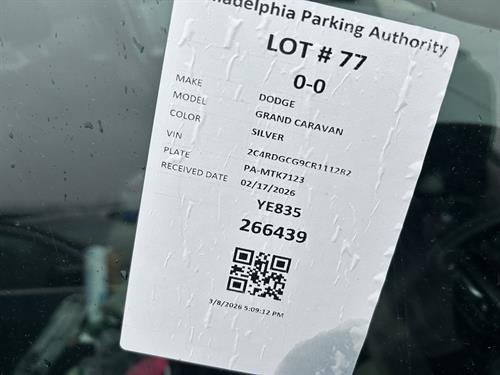 iladelphia Parking Authority
LOT # 77
0-0
MAKE DODGE
MODEL GRAND CARAVAN
COLOR SILVER
VIN 2C4RDGCG9CR111282
PLATE PA-MTK7123
RECEIVED DATE 02/17/2026
YE835
266439
3/8/2026 5:09:12 PM